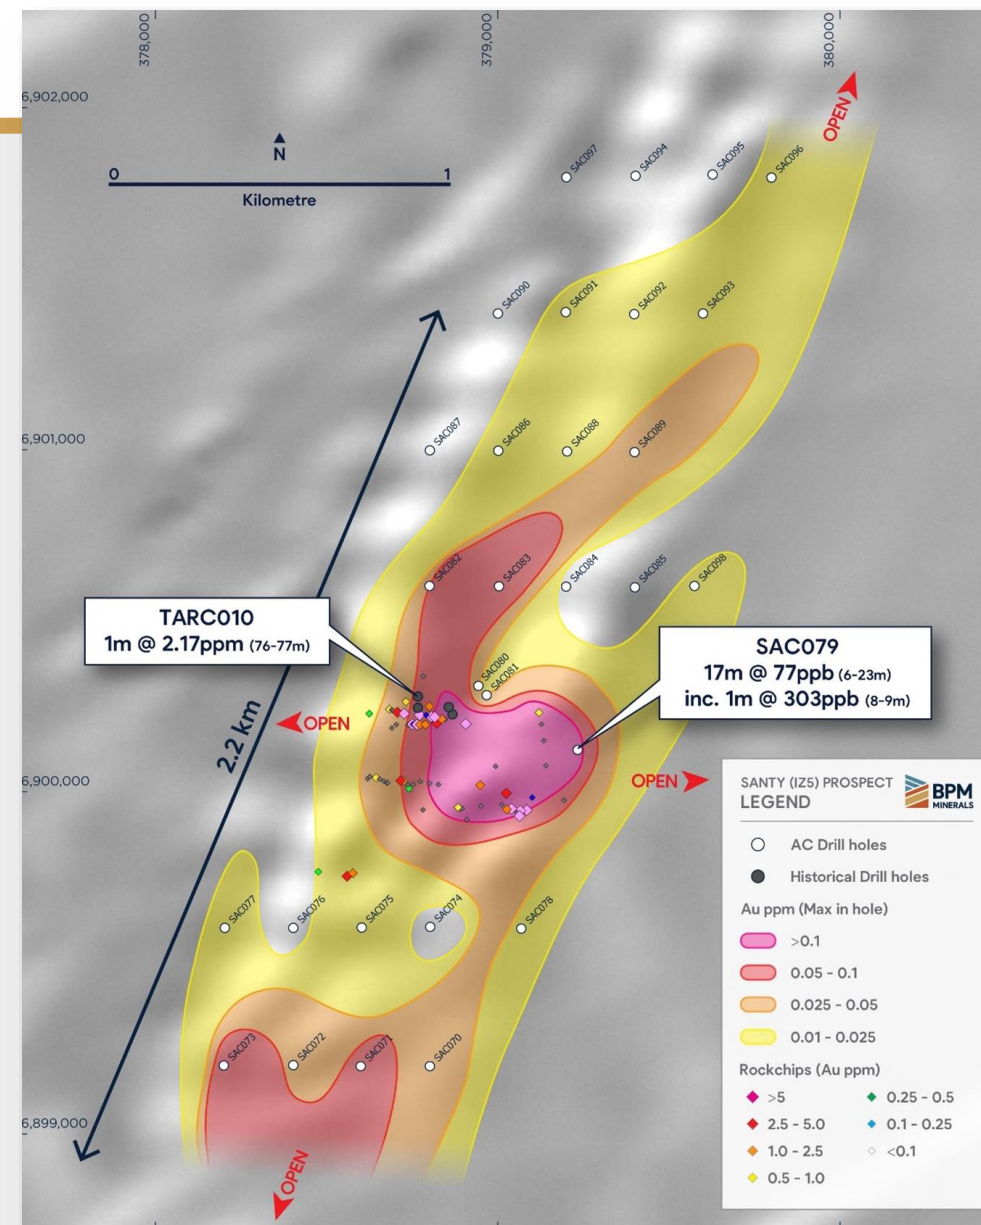 378,000
379,000
380,000
6,902,000
OPEN
N
0 1
Kilometre
SAC097
SAC094
SAC095
SAC096
SAC090
SAC091
SAC092
SAC093
6,901,000
SAC087
SAC086
SAC088
SAC089
SAC082
SAC083
SAC084
SAC085
SAC098
TARC010
1m @ 2.17ppm (76-77m)
SAC080
SAC081
SAC079
17m @ 77ppb (6-23m)
inc. 1m @ 303ppb (8-9m)
2.2 km
OPEN
6,900,000
OPEN
SAC077
SAC076
SAC075
SAC074
SAC078
SAC073
SAC072
SAC071
SAC070
6,899,000
OPEN
SANTY (IZ5) PROSPECT
LEGEND
BPM
MINERALS
AC Drill holes
Historical Drill holes
Au ppm (Max in hole)
>0.1
0.05 - 0.1
0.025 - 0.05
0.01 - 0.025
Rockchips (Au ppm)
>5
2.5 - 5.0
1.0 - 2.5
0.5 - 1.0
0.25 - 0.5
0.1 - 0.25
<0.1